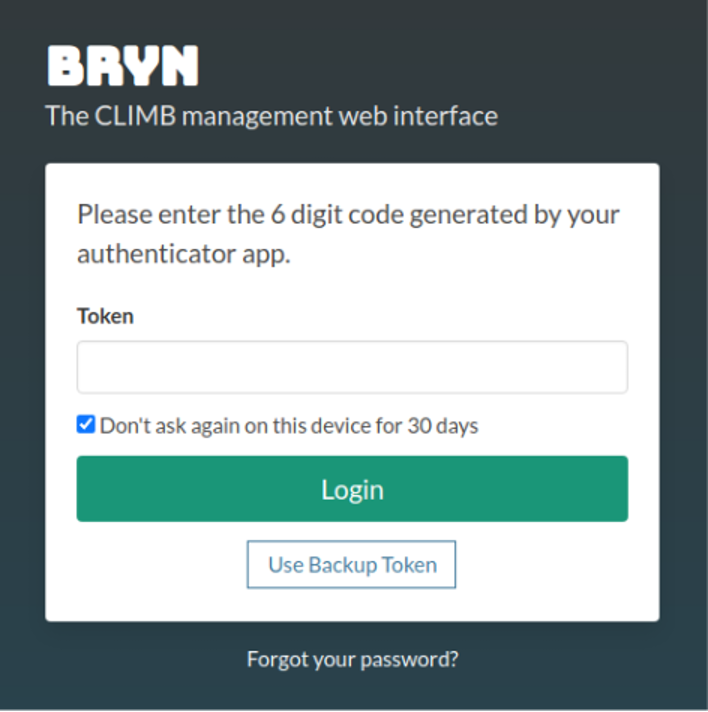 BRYN
The CLIMB management web interface
Please enter the 6 digit code generated by your
authenticator app.
Token
Don't ask again on this device for 30 days
Login
Use Backup Token
Forgot your password?